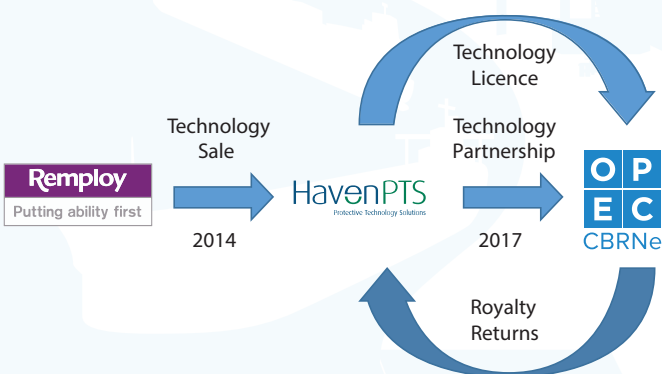 Technology
Licence
Technology
Sale
Technology
Partnership
Remploy
Putting ability first
HavenPTS
Protective Technology Solutions
O P
E C
CBRNe
2014
2017
Royalty
Returns